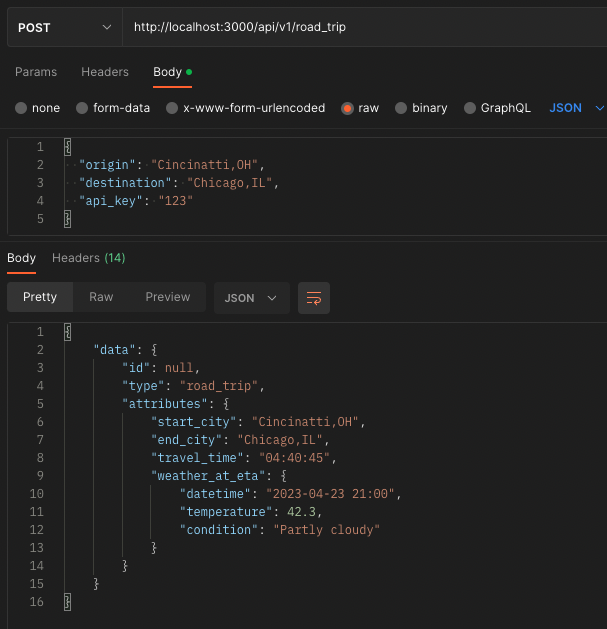 POST http://localhost:3000/api/v1/road_trip
Params Headers Body
none form-data x-www-form-urlencoded raw binary GraphQL JSON
1 {
2 "origin": "Cincinatti,OH",
3 "destination": "Chicago,IL",
4 "api_key": "123"
5 }
Body Headers (14)
Pretty Raw Preview JSON
1 {
2 "data": {
3 "id": null,
4 "type": "road_trip",
5 "attributes": {
6 "start_city": "Cincinatti,OH",
7 "end_city": "Chicago,IL",
8 "travel_time": "04:40:45",
9 "weather_at_eta": {
10 "datetime": "2023-04-23 21:00",
11 "temperature": 42.3,
12 "condition": "Partly cloudy"
13 }
14 }
15 }
16 }